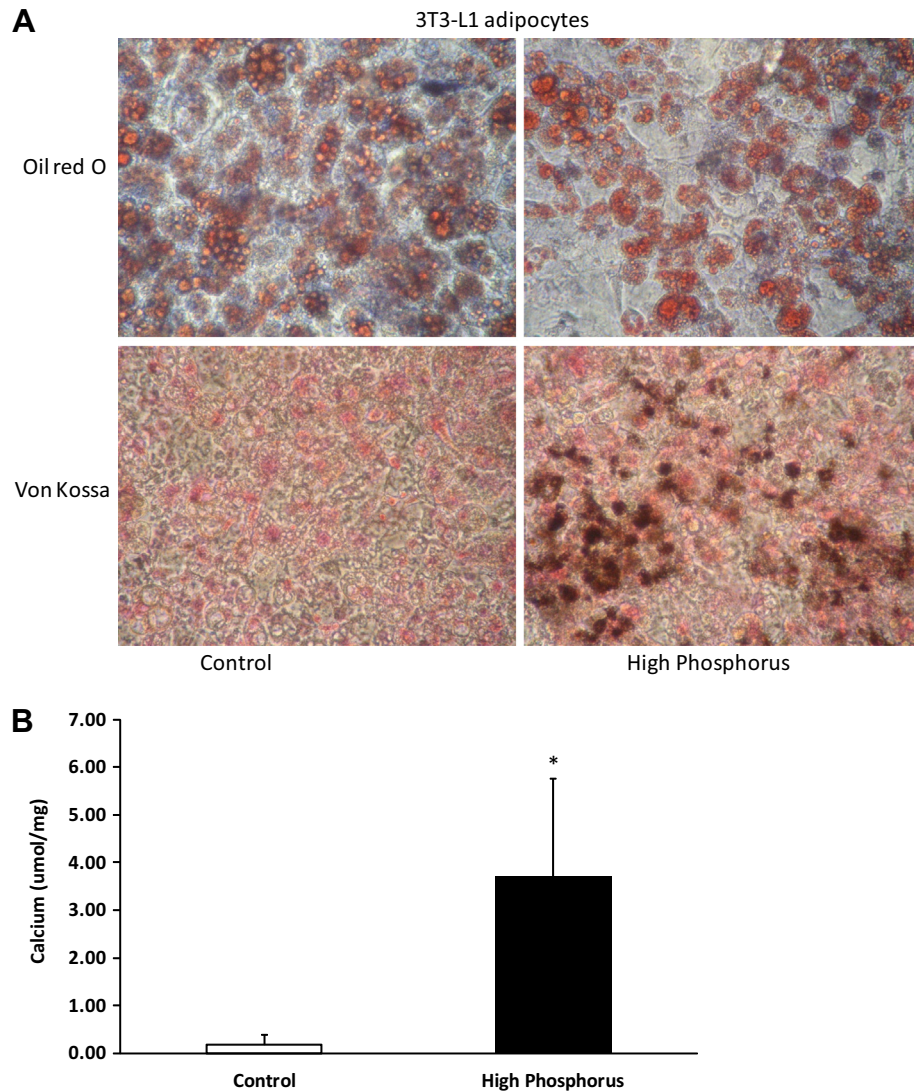 A
3T3-L1 adipocytes
Oil red O
Von Kossa
Control
High Phosphorus
B
7.00
6.00
5.00
4.00
3.00
2.00
1.00
0.00
Calcium (umol/mg)
*
Control
High Phosphorus